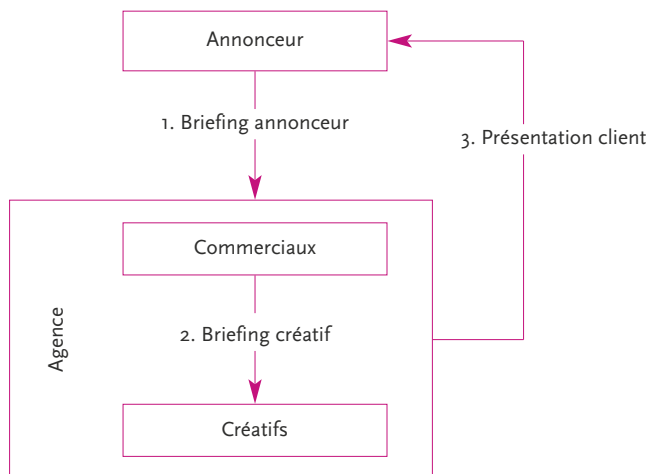 Annonceur
1. Briefing annonceur
3. Présentation client
Commerciaux
Agence
2. Briefing créatif
Créatifs